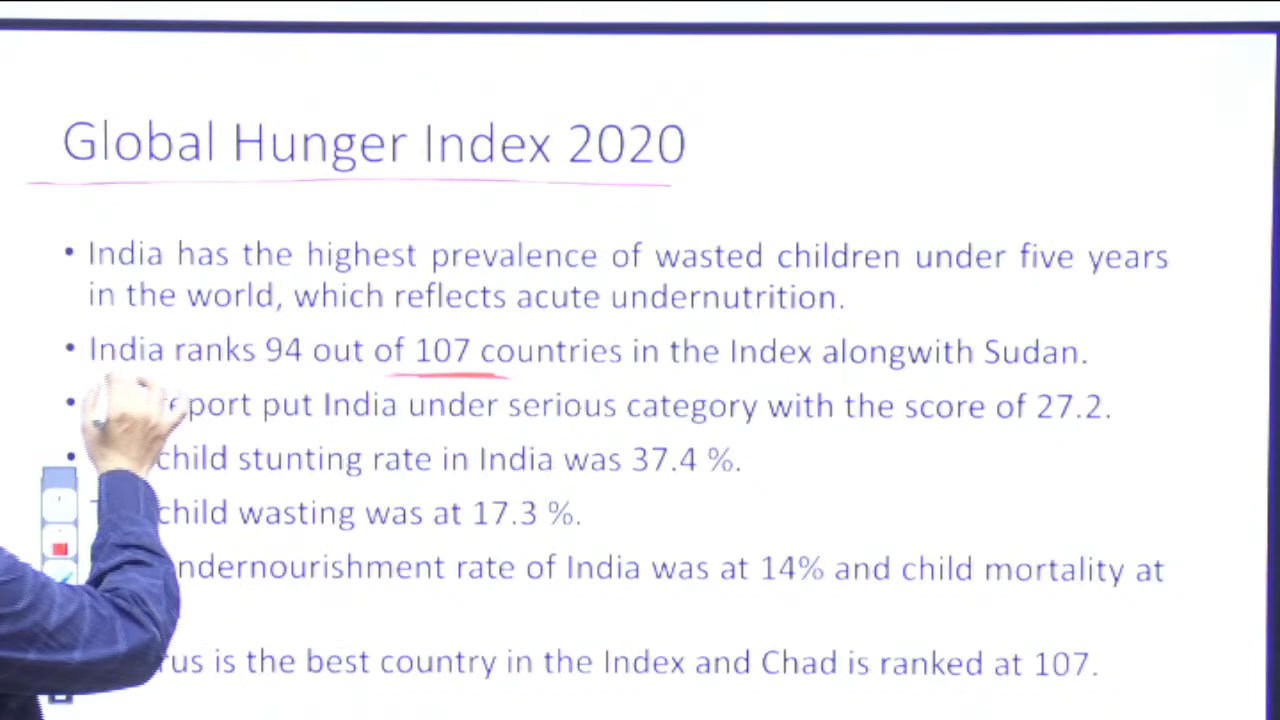 Global Hunger Index 2020
• India has the highest prevalence of wasted children under five years
in the world, which reflects acute undernutrition.
• India ranks 94 out of 107 countries in the Index alongwith Sudan.
• put India under serious category with the score of 27.2.
• child stunting rate in India was 37.4 %.
child wasting was at 17.3 %.
rate of India was at 14% and child mortality at
is the best country in the Index and Chad is ranked at 107.